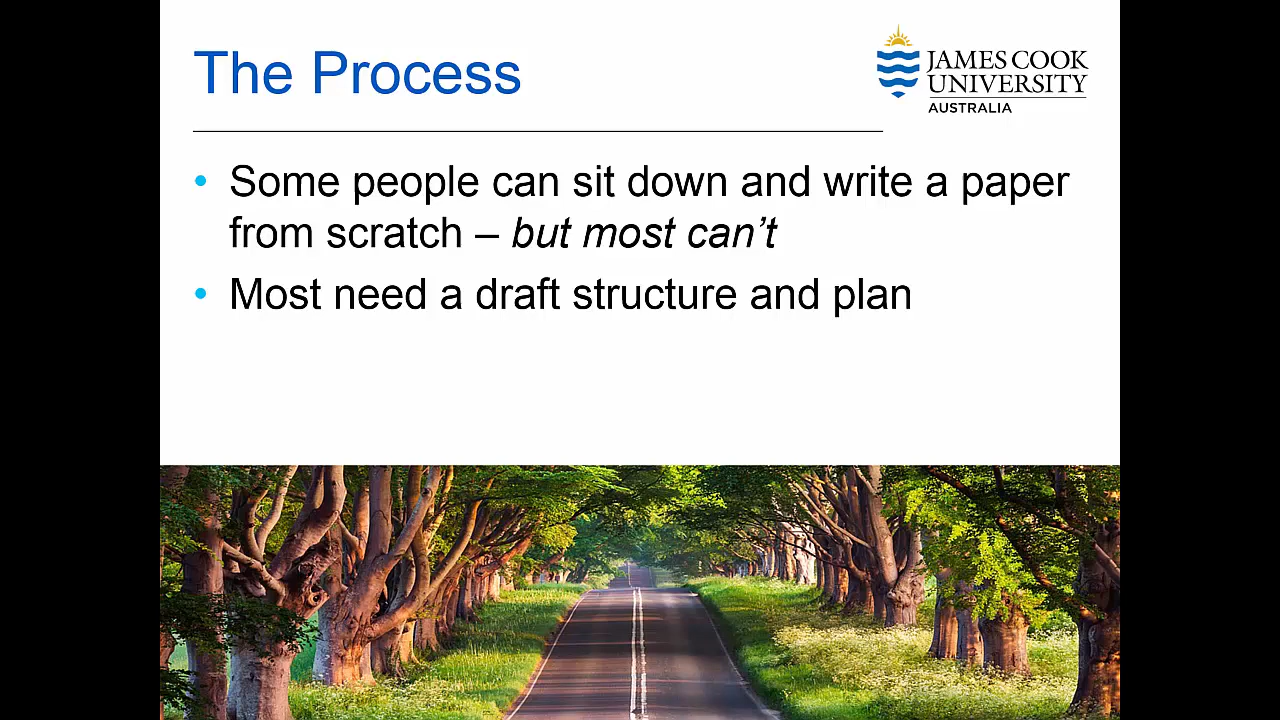 The Process
JAMES COOK
UNIVERSITY
AUSTRALIA
• Some people can sit down and write a paper
from scratch – but most can’t
• Most need a draft structure and plan